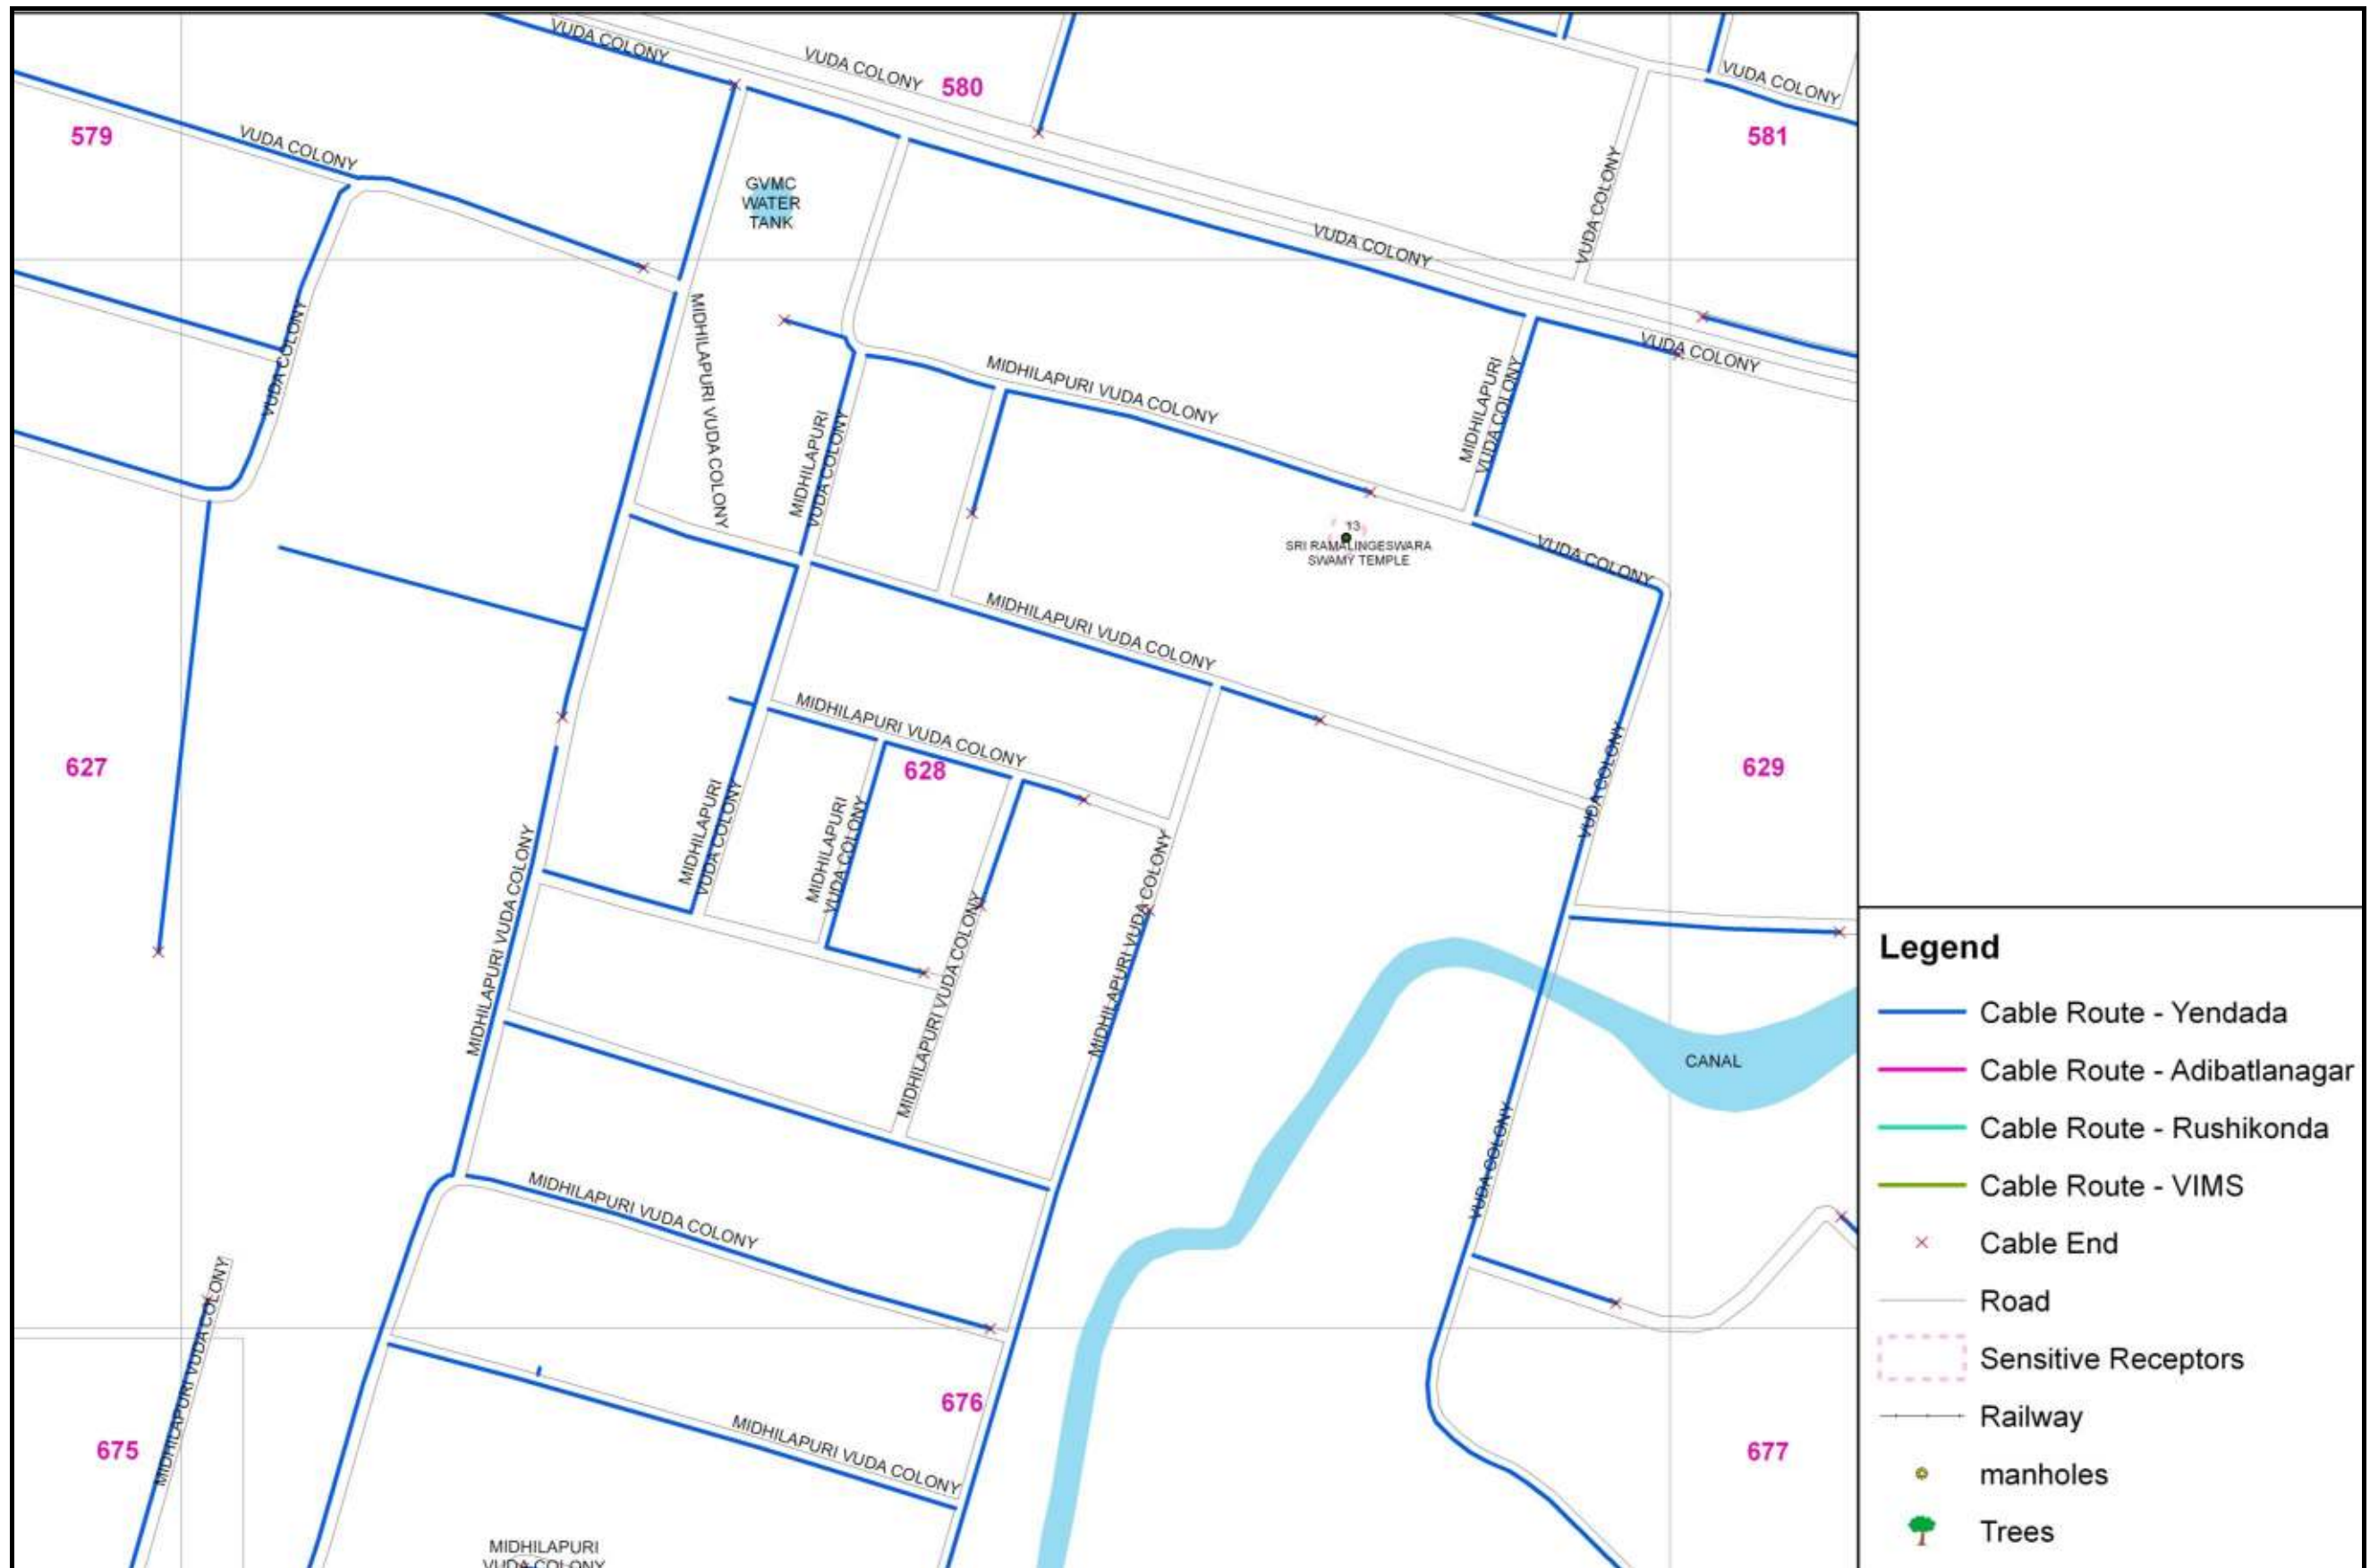 VUDA COLONY
VUDA COLONY
580
VUDA COLONY
579
VUDA COLONY
581
GVMC
WATER
TANK
VUDA COLONY
VUDA COLONY
VUDA COLONY
VUDA COLONY
MIDHILAPURI VUDA COLONY
MIDHILAPURI VUDA COLONY
MIDHILAPURI
VUDA COLONY
MIDHILAPURI
VUDA COLONY
13
SRI RAMALINGESWARA
SWAMY TEMPLE
VUDA COLONY
MIDHILAPURI VUDA COLONY
MIDHILAPURI VUDA COLONY
627
628
629
VUDA COLONY
MIDHILAPURI
VUDA COLONY
MIDHILAPURI
VUDA COLONY
MIDHILAPURI VUDA COLONY
MIDHILAPURI VUDA COLONY
MIDHILAPURI VUDA COLONY
CANAL
VUDA COLONY
MIDHILAPURI VUDA COLONY
MIDHILAPURI VUDA COLONY
675
676
677
MIDHILAPURI VUDA COLONY
MIDHILAPURI
VUDA COLONY
Legend
Cable Route - Yendada
Cable Route - Adibatlanagar
Cable Route - Rushikonda
Cable Route - VIMS
Cable End
Road
Sensitive Receptors
Railway
manholes
Trees